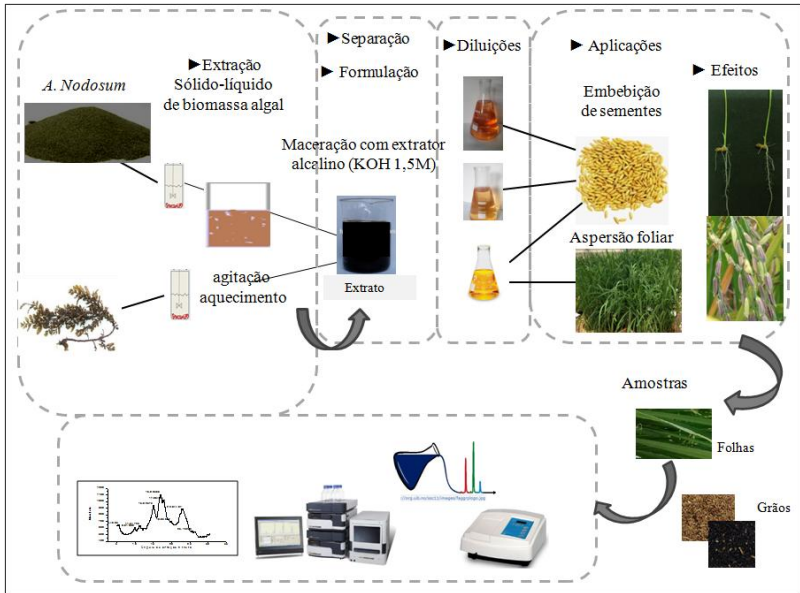 A. Nodosum
►Extração
Sólido-líquido
de biomassa algal
agitação
aquecimento
►Separação
► Formulação
Maceração com extrator
alcalino (KOH 1,5M)
Extrato
►Diluições
► Aplicações
Embebição
de sementes
Aspersão foliar
► Efeitos
Amostras
Folhas
Grãos